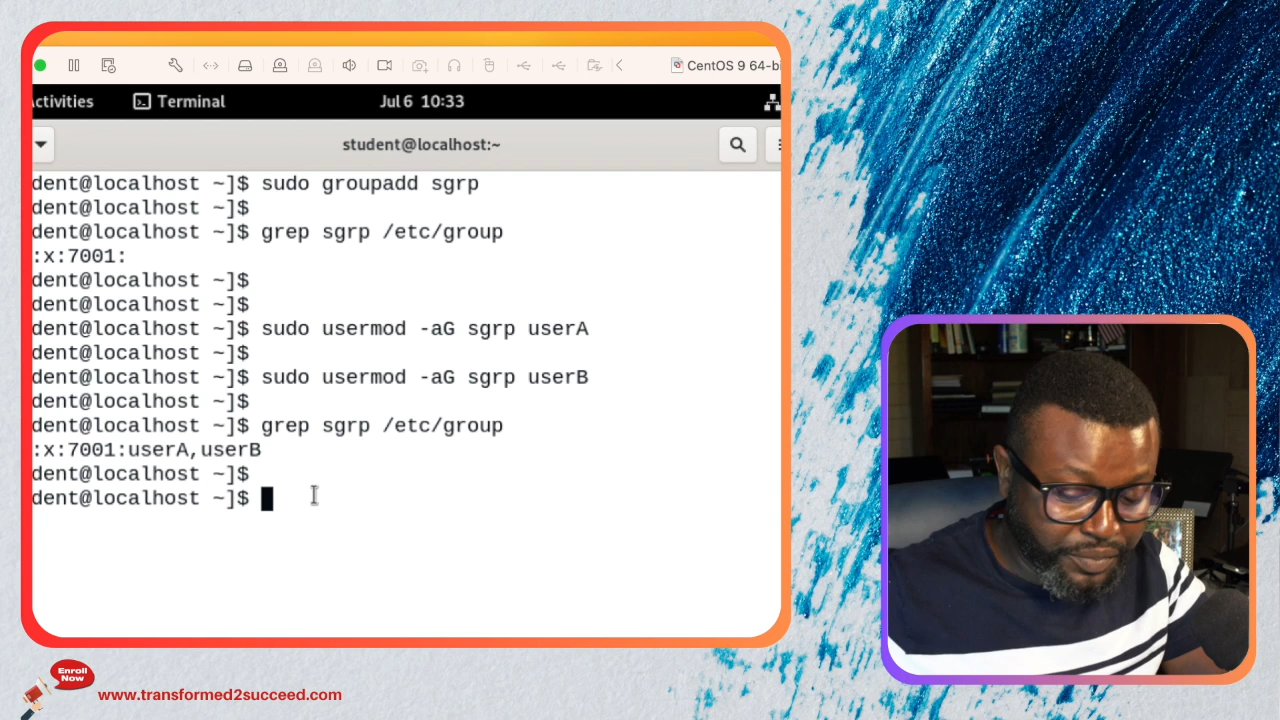 CentOS 9 64-bi
ctivities Terminal Jul 6 10:33
student@localhost:~
dent@localhost ~]$ sudo groupadd sgrp
dent@localhost ~]$
dent@localhost ~]$ grep sgrp /etc/group
:x:7001:
dent@localhost ~]$
dent@localhost ~]$
dent@localhost ~]$ sudo usermod -aG sgrp userA
dent@localhost ~]$
dent@localhost ~]$ sudo usermod -aG sgrp userB
dent@localhost ~]$
dent@localhost ~]$ grep sgrp /etc/group
:x:7001:userA,userB
dent@localhost ~]$
dent@localhost ~]$
Enroll
Now
www.transformed2succeed.com